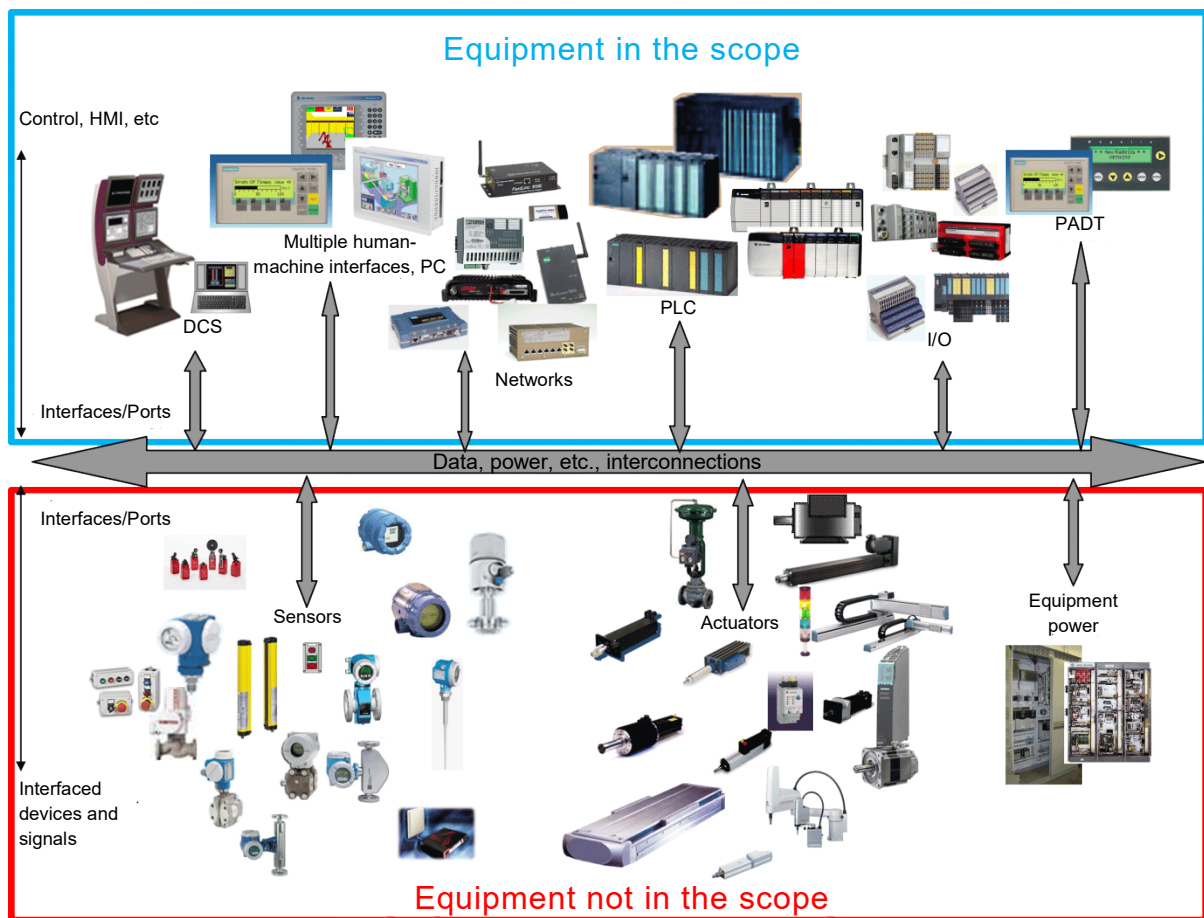 Equipment in the scope
Control, HMI, etc
Multiple human-
machine interfaces, PC
DCS
Networks
PLC
I/O
PADT
Interfaces/Ports
Data, power, etc., interconnections
Interfaces/Ports
Sensors
Actuators
Equipment
power
Interfaced
devices and
signals
Equipment not in the scope